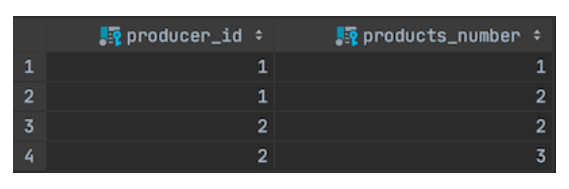 producer_id products_number
1 1 1
2 1 2
3 2 2
4 2 3